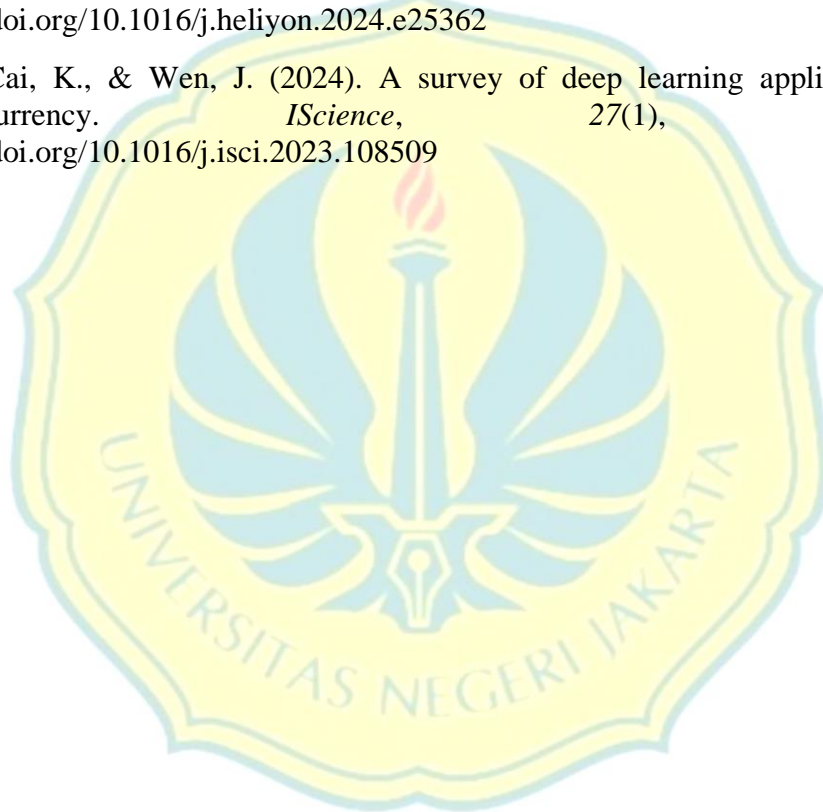 doi.org/10.1016/j.heliyon.2024.e25362
Cai, K., & Wen, J. (2024). A survey of deep learning appli
urrency. IScience, 27(1),
doi.org/10.1016/j.isci.2023.108509
UNIVERSITAS NEGERI JAKARTA